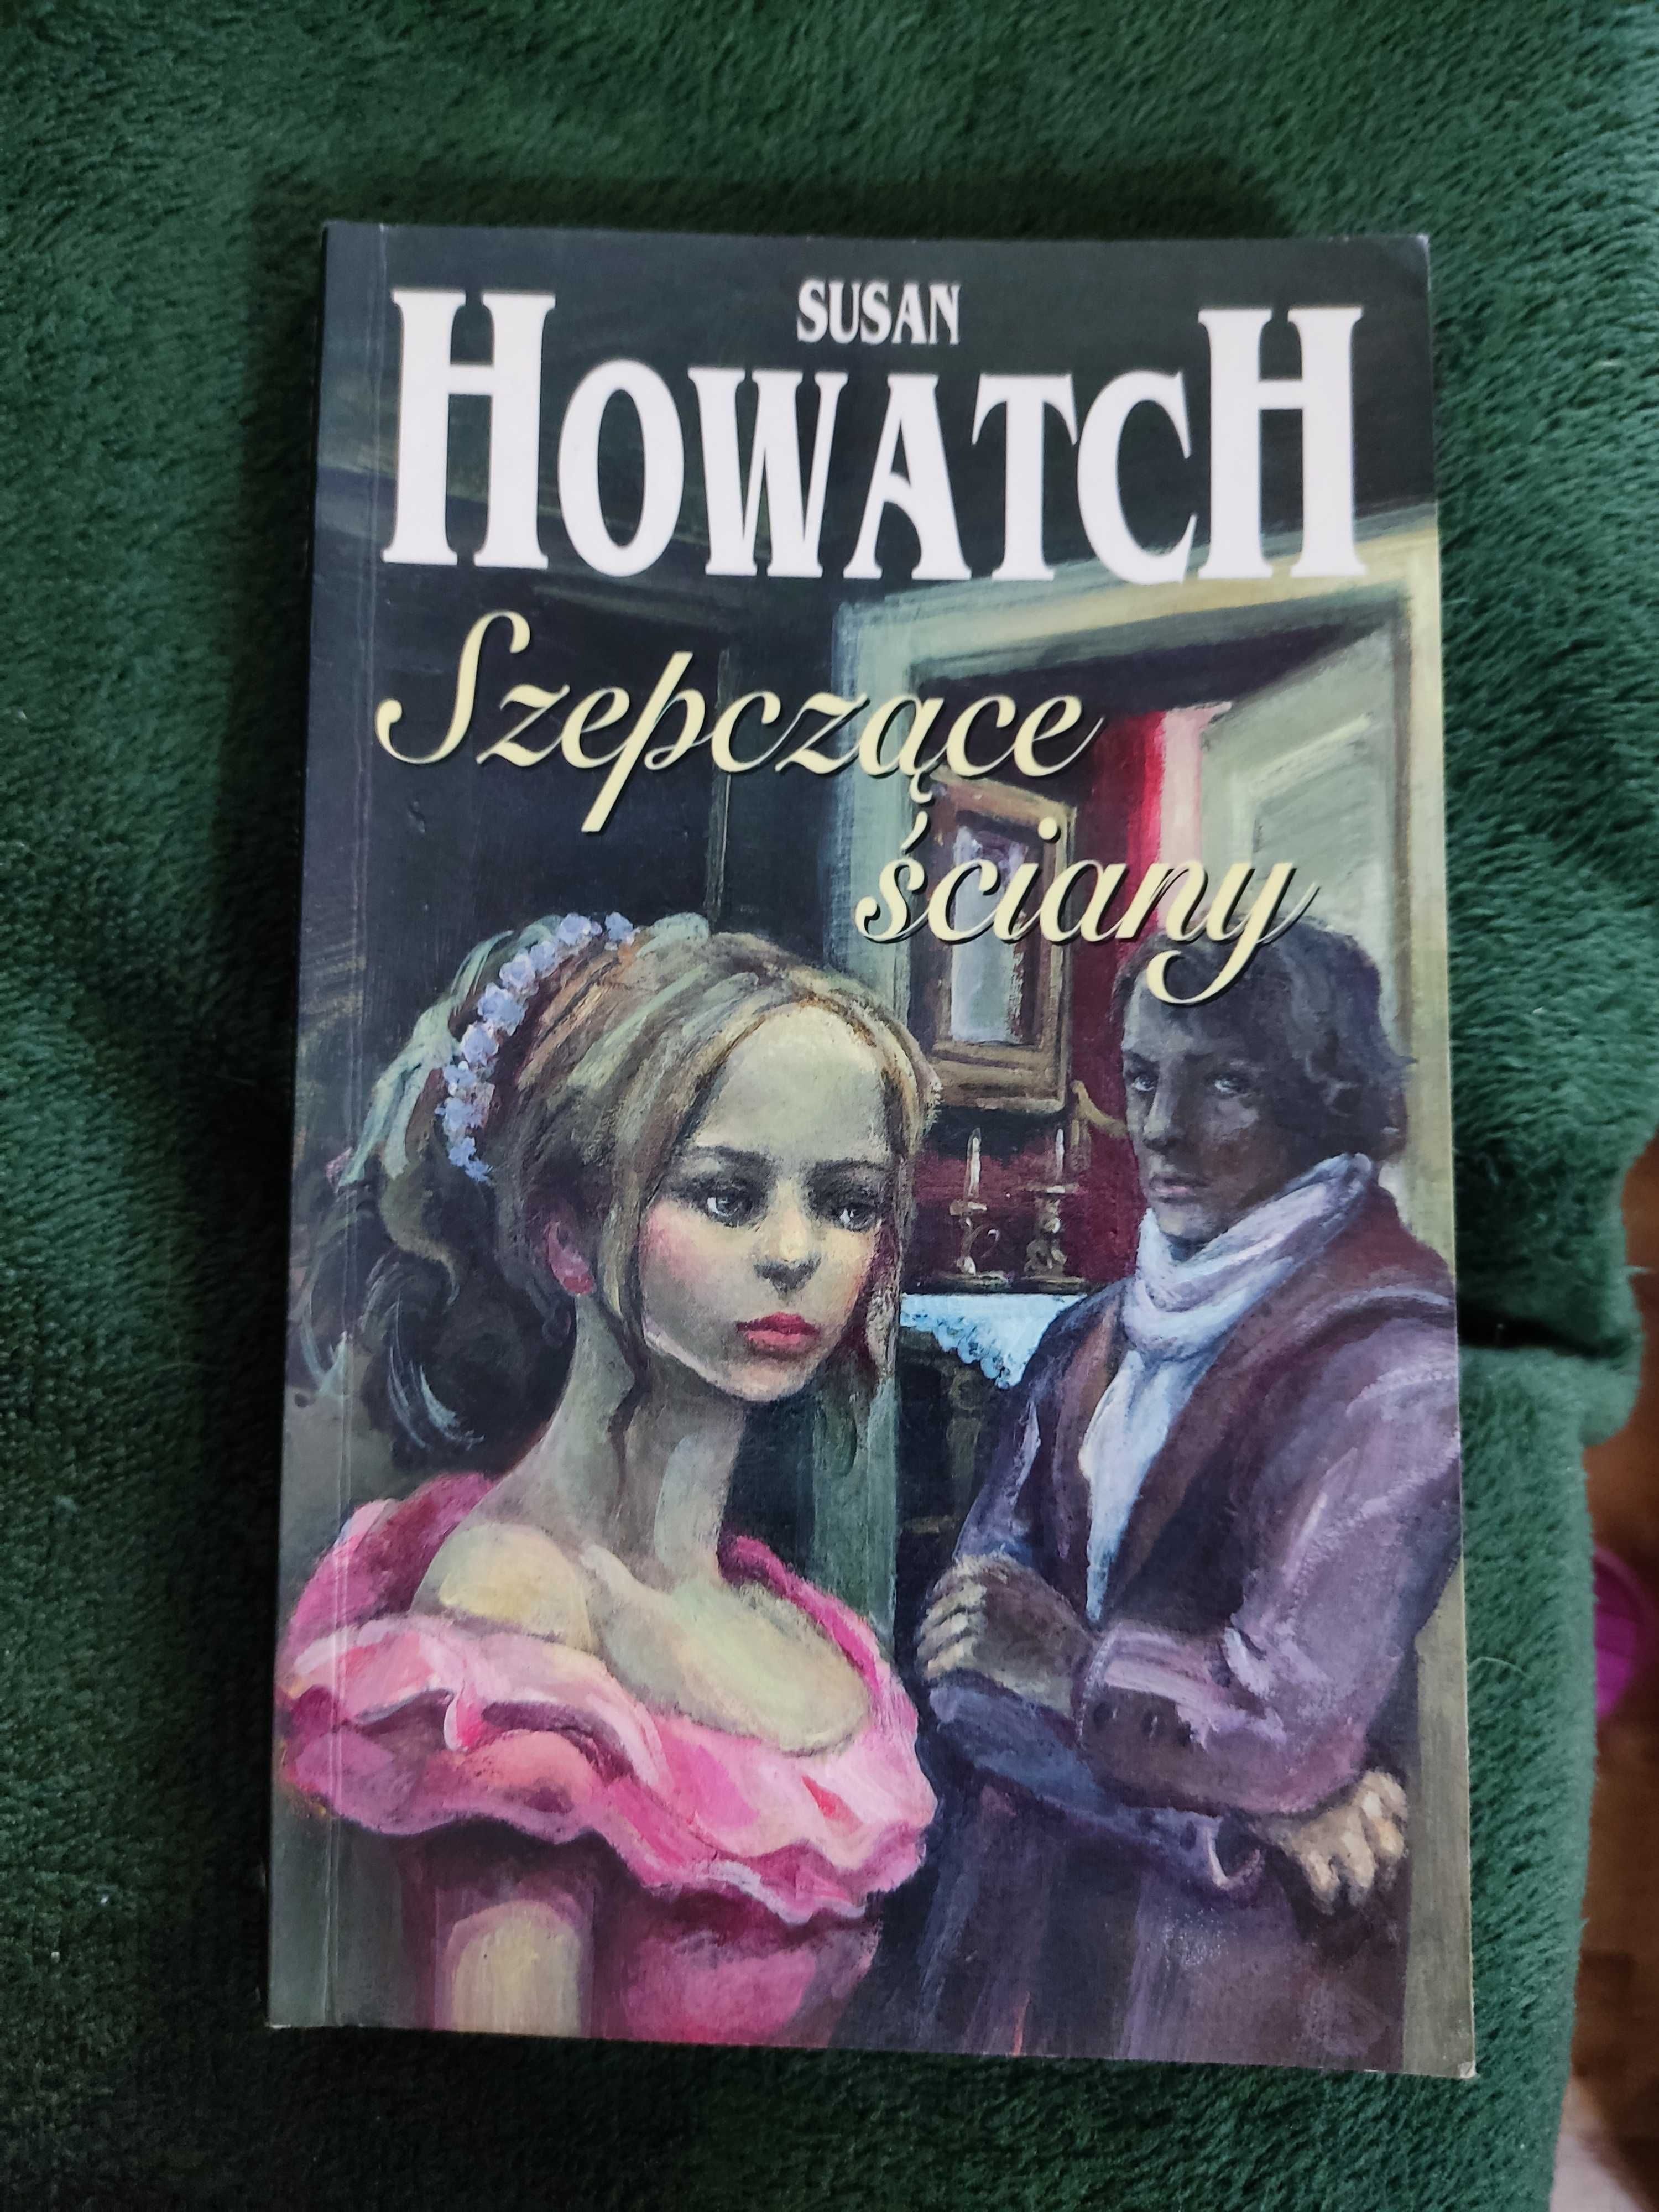 SUSAN
HOWATCH
Szepczące
ściany